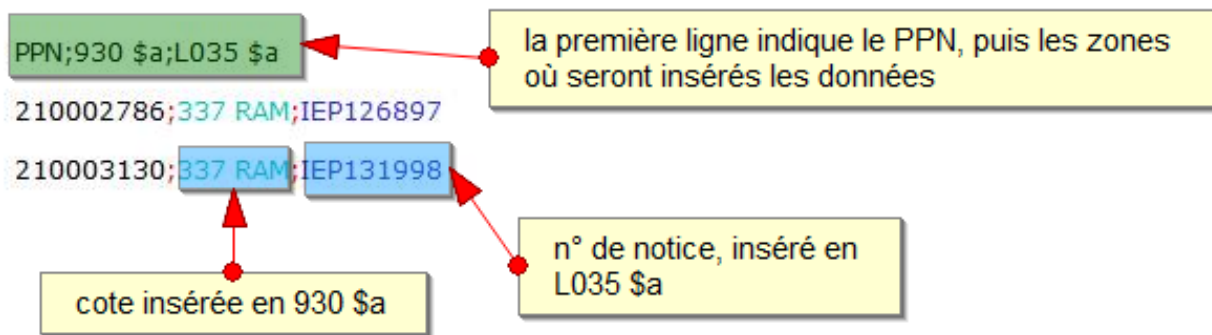 PPN;930 $a;L035 $a
la première ligne indique le PPN, puis les zones
où seront insérés les données
210002786;337 RAM;IEP126897
210003130;337 RAM;IEP131998
n° de notice, inséré en
L035 $a
cote insérée en 930 $a